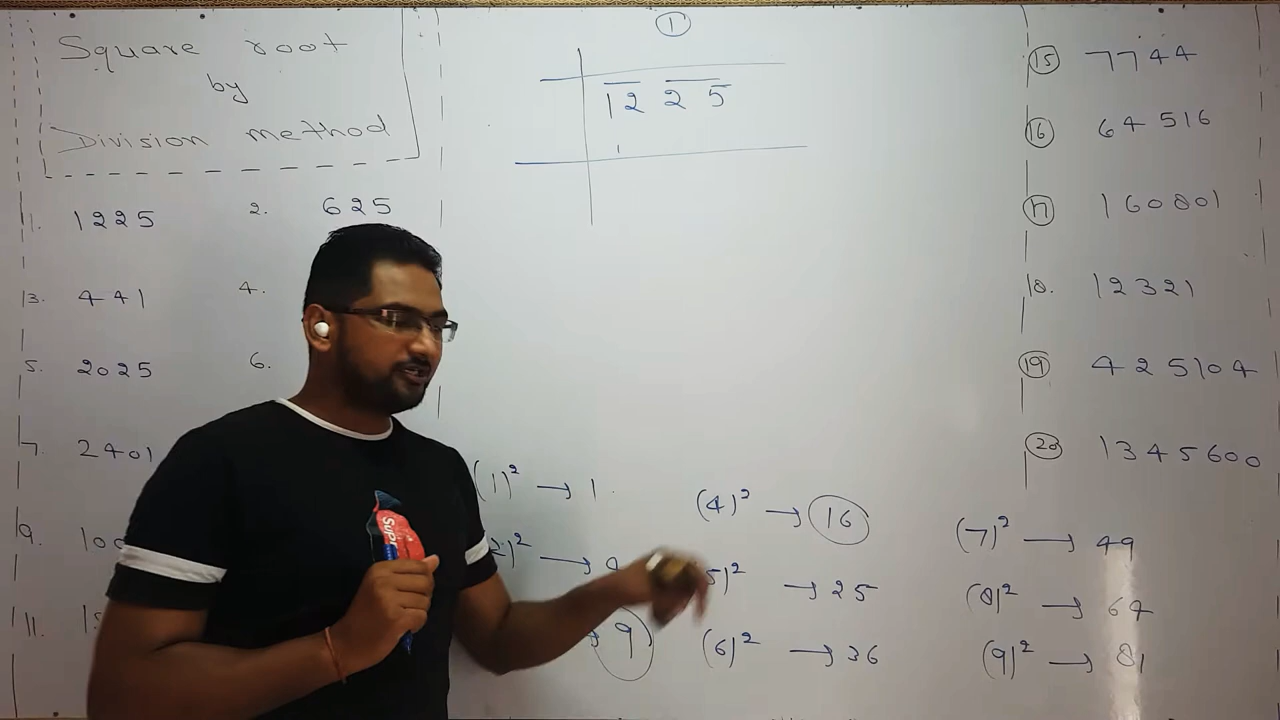 Square root
by
Division method
1. 1225 2. 625
3. 441 4.
5. 2025 6.
7. 2401
9.
11.
①
12 25
1
(1)² → 1
(4)² → 16
→ 25
(6)² → 36
→ 9
(7)² → 49
(8)² → 64
(9)² → 81
⑮ 7744
⑯ 64516
⑰ 160801
18. 12321
⑲ 425104
⑳ 1345600